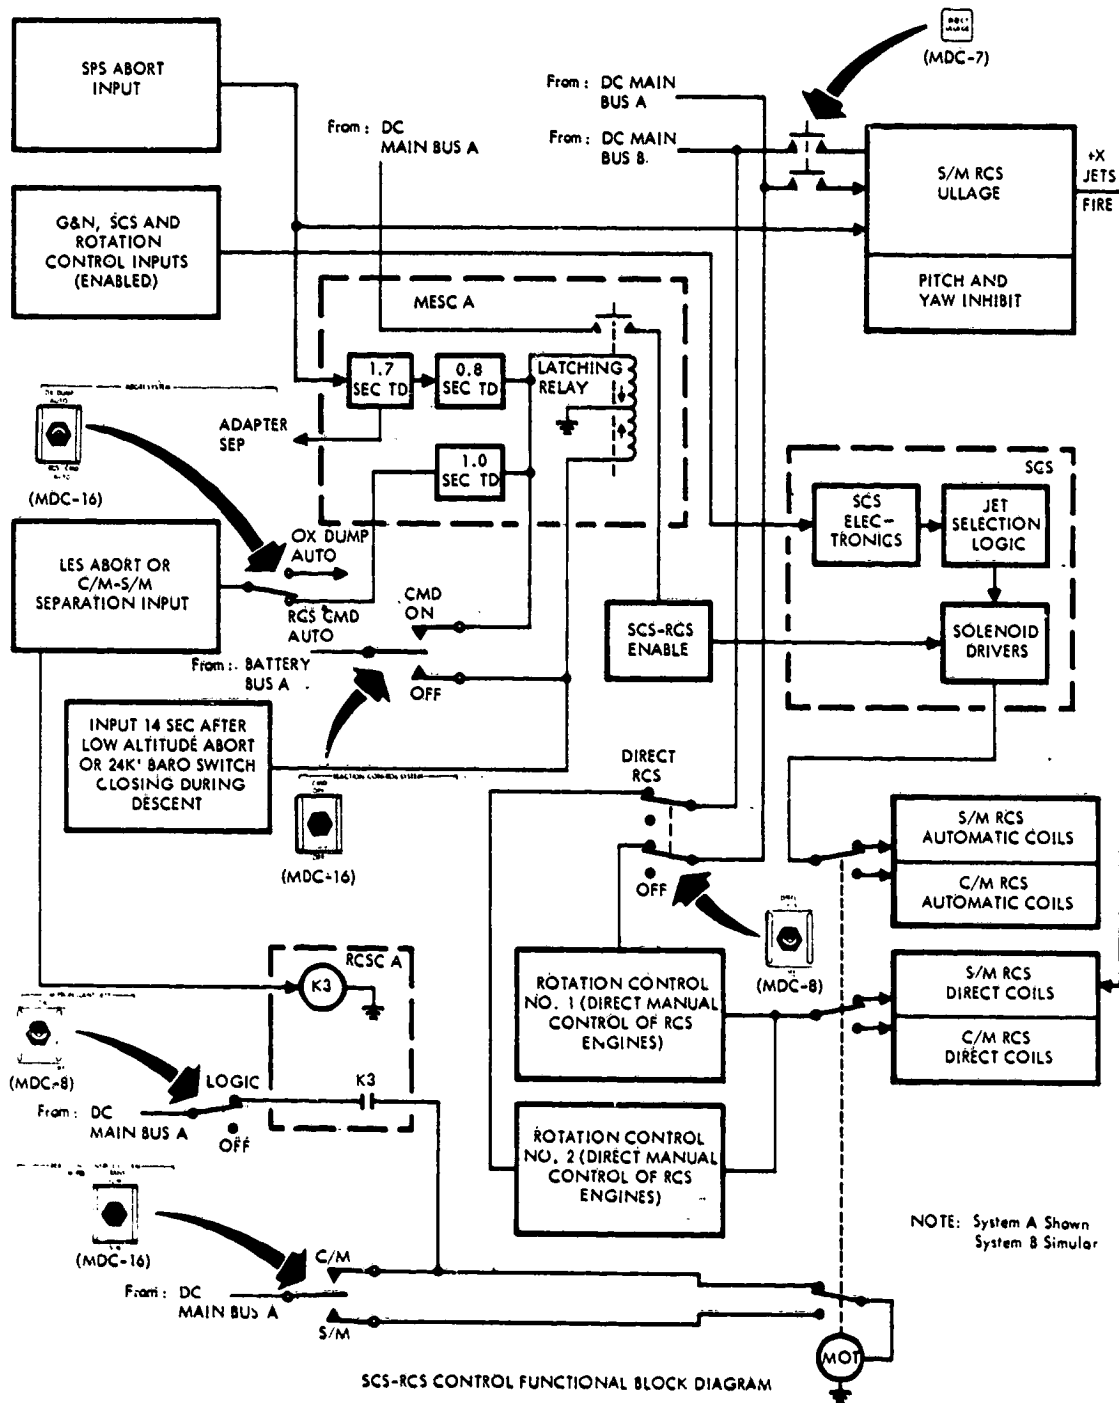 SPS ABORT
INPUT
(MDC-7)
From: DC MAIN
BUS A
From: DC
MAIN BUS A
From: DC MAIN
BUS B.
S/M RCS
ULLAGE
+X
JETS
FIRE
PITCH AND
YAW INHIBIT
G&N, SCS AND
ROTATION
CONTROL INPUTS
(ENABLED)
MESC A
1.7
SEC TD
0.8
SEC TD
LATCHING
RELAY
ADAPTER
SEP
1.0
SEC TD
OX DUMP
AUTO
RCS CMD
AUTO
(MDC-16)
LES ABORT OR
C/M-S/M
SEPARATION INPUT
OX DUMP
AUTO
RCS CMD
AUTO
CMD
ON
From: BATTERY
BUS A
OFF
SCS-RCS
ENABLE
SCS
SCS
ELEC-
TRONICS
JET
SELECTION
LOGIC
SOLENOID
DRIVERS
INPUT 14 SEC AFTER
LOW ALTITUDE ABORT
OR 24K' BARO SWITCH
CLOSING DURING
DESCENT
(MDC-16)
DIRECT
RCS
OFF
(MDC-8)
S/M RCS
AUTOMATIC COILS
C/M RCS
AUTOMATIC COILS
S/M RCS
DIRECT COILS
C/M RCS
DIRECT COILS
RCSC A
K3
(MDC-8)
LOGIC
K3
From: DC
MAIN BUS A
OFF
ROTATION CONTROL
NO. 1 (DIRECT MANUAL
CONTROL OF RCS
ENGINES)
ROTATION CONTROL
NO. 2 (DIRECT MANUAL
CONTROL OF RCS
ENGINES)
(MDC-16)
From: DC
MAIN BUS A
C/M
S/M
MOT
NOTE: System A Shown
System B Simular
SCS-RCS CONTROL FUNCTIONAL BLOCK DIAGRAM